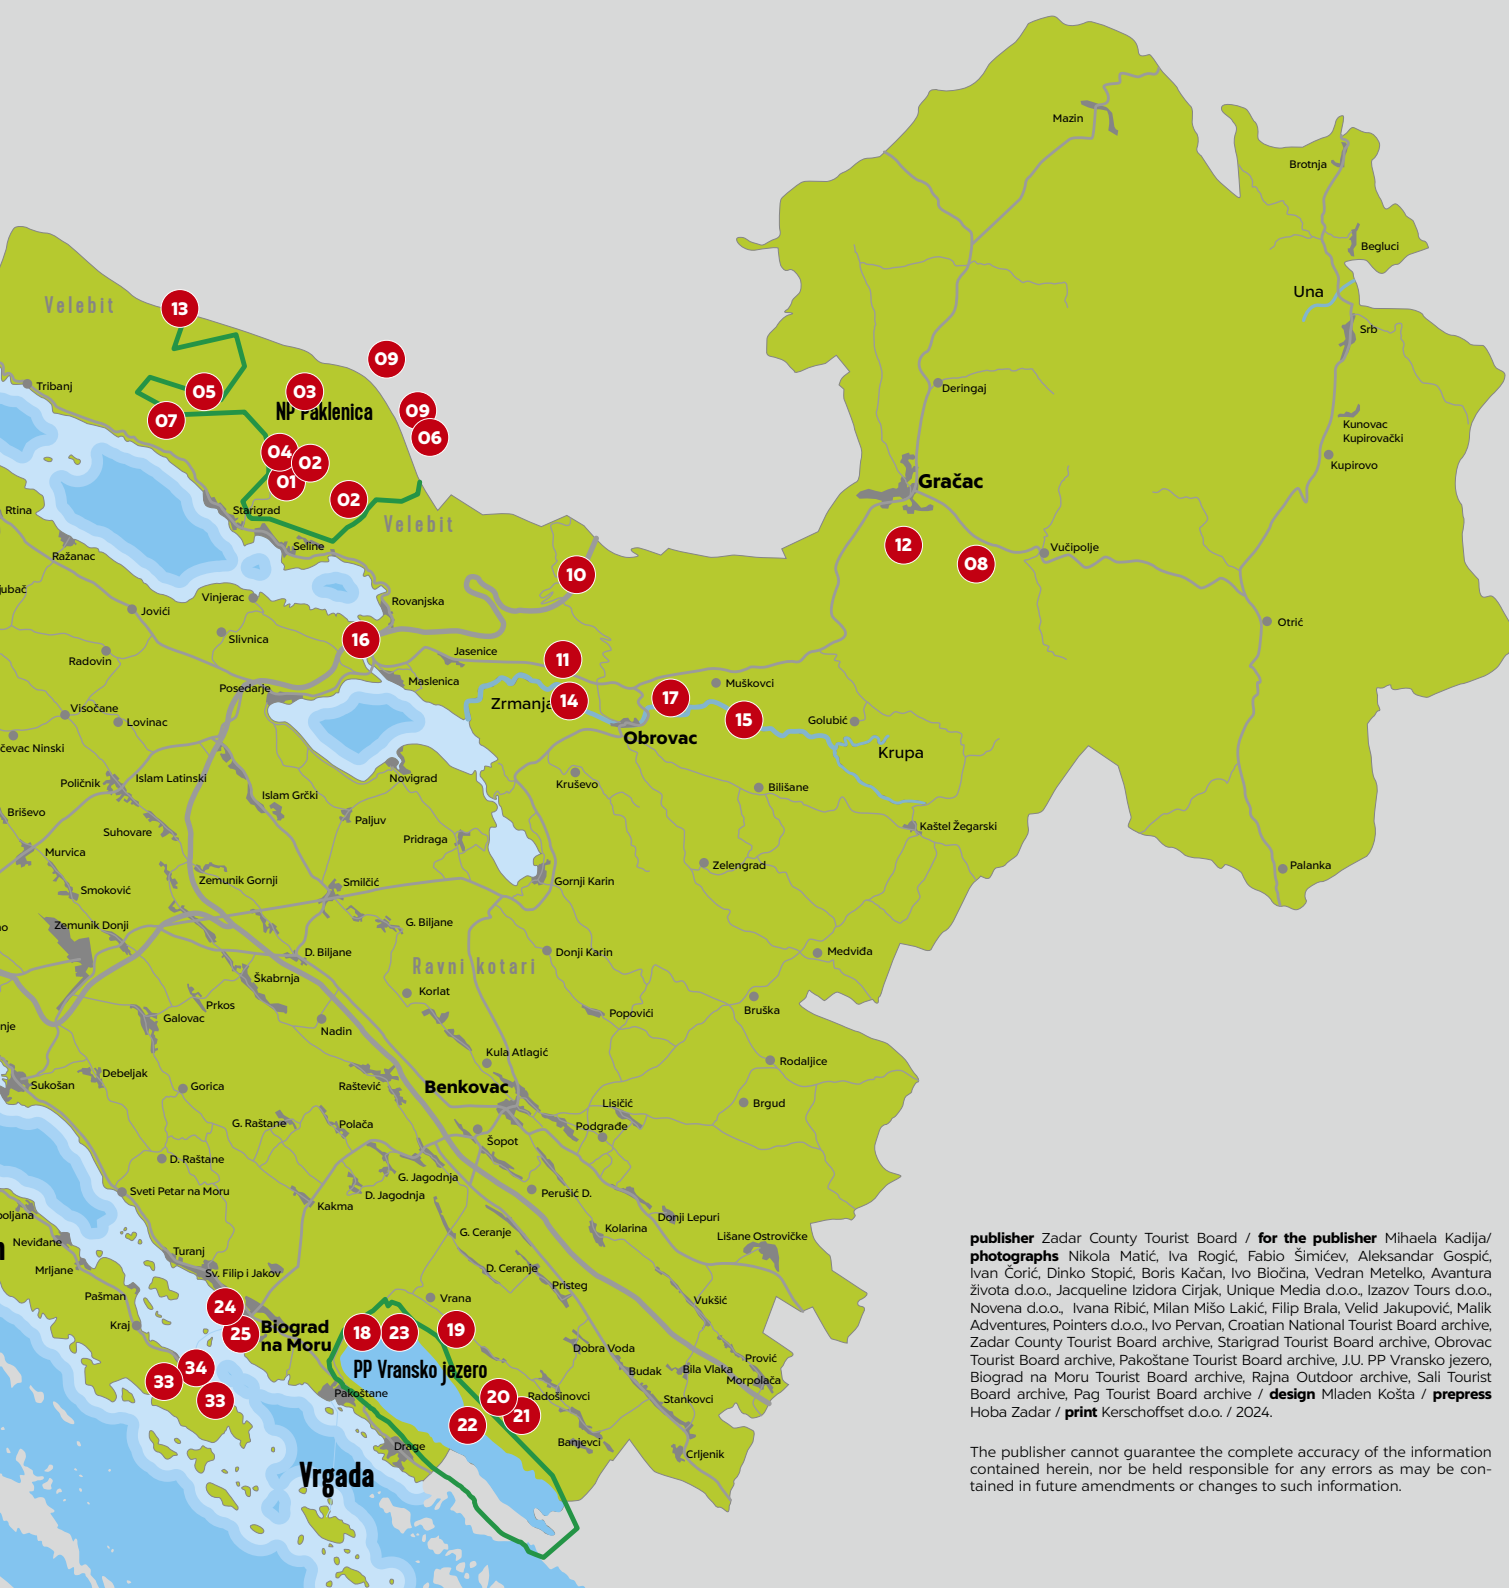 Mazin
Brotnja
Begluci
Una
Velebit
13
Srb
09
Tribanj
05
03
Deringaj
NP Paklenica
09
07
Kunovac
Kupirovački
06
04
02
Kupirovo
01
Gračac
02
Rtina
Starigrad
Velebit
Seline
12
Vučipolje
Ražanac
08
10
jubač
Vinjerac
Rovanjska
Jovići
Otrić
Slivnica
16
Jasenice
11
Radovin
Maslenica
Muškovci
Posedarje
17
Zrmanja
14
Visočane
Lovinac
15
Golubić
Obrovac
čevac Ninski
Krupa
Islam Latinski
Novigrad
Poličnik
Kruševo
Bilišane
Islam Grčki
Briševo
Paljuv
Kaštel Žegarski
Suhovare
Pridraga
Murvica
Zelengrad
Palanka
Zemunik Gornji
Smilčić
Gornji Karin
Smoković
Zemunik Donji
G. Biljane
no
D. Biljane
Donji Karin
Medviđa
Ravni kotari
Škabrnja
Korlat
Prkos
Galovac
Popovići
Bruška
nje
Nadin
Kula Atlagić
Rodaljice
Debeljak
Sukošan
Gorica
Raštević
Benkovac
Lisičić
Brgud
G. Raštane
Polača
Podgrađe
Šopot
D. Raštane
G. Jagodnja
Sveti Petar na Moru
D. Jagodnja
Perušić D.
Kakma
poljana
Donji Lepuri
Kolarina
G. Ceranje
Lišane Ostrovičke
Neviđane
Turanj
Mrljane
Sv. Filip i Jakov
D. Ceranje
Pristeg
Pašman
Vrana
Vukšić
24
Kraj
25
Biograd
na Moru
18
23
19
Dobra Voda
Prović
34
PP Vransko jezero
Budak
Bila Vlaka
Morpolača
33
Pakoštane
20
Radošinovci
Stankovci
33
21
22
Drage
Banjevci
Crljenik
Vrgada
publisher Zadar County Tourist Board / for the publisher Mihaela Kadija/
photographs Nikola Matić, Iva Rogić, Fabio Šimićev, Aleksandar Gospić,
Ivan Čorić, Dinko Stopić, Boris Kačan, Ivo Biočina, Vedran Metelko, Avantura
života d.o.o., Jacqueline Izidora Cirjak, Unique Media d.o.o., Izazov Tours d.o.o.,
Novena d.o.o., Ivana Ribić, Milan Mišo Lakić, Filip Brala, Velid Jakupović, Malik
Adventures, Pointers d.o.o., Ivo Pervan, Croatian National Tourist Board archive,
Zadar County Tourist Board archive, Starigrad Tourist Board archive, Obrovac
Tourist Board archive, Pakoštane Tourist Board archive, J.U. PP Vransko jezero,
Biograd na Moru Tourist Board archive, Rajna Outdoor archive, Sali Tourist
Board archive, Pag Tourist Board archive / design Mladen Košta / prepress
Hoba Zadar / print Kerschoffset d.o.o. / 2024.
The publisher cannot guarantee the complete accuracy of the information
contained herein, nor be held responsible for any errors as may be con-
tained in future amendments or changes to such information.